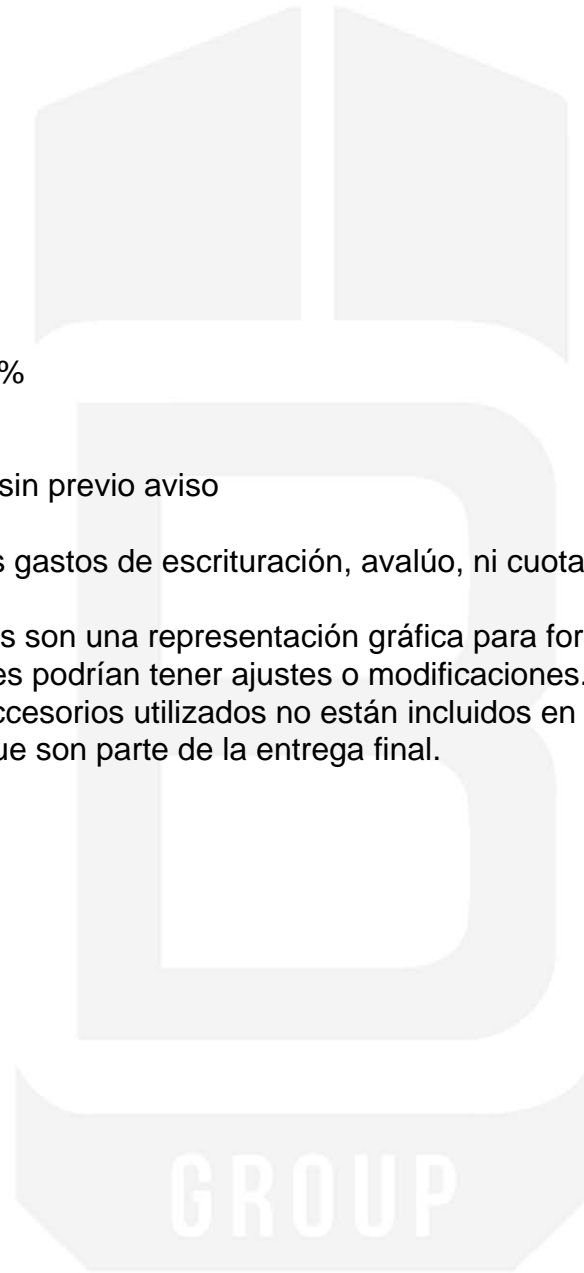 %
sin previo aviso
s gastos de escrituración, avalúo, ni cuota
s son una representación gráfica para for
es podrían tener ajustes o modificaciones.
ccesorios utilizados no están incluidos en
ue son parte de la entrega final.
B
GROUP